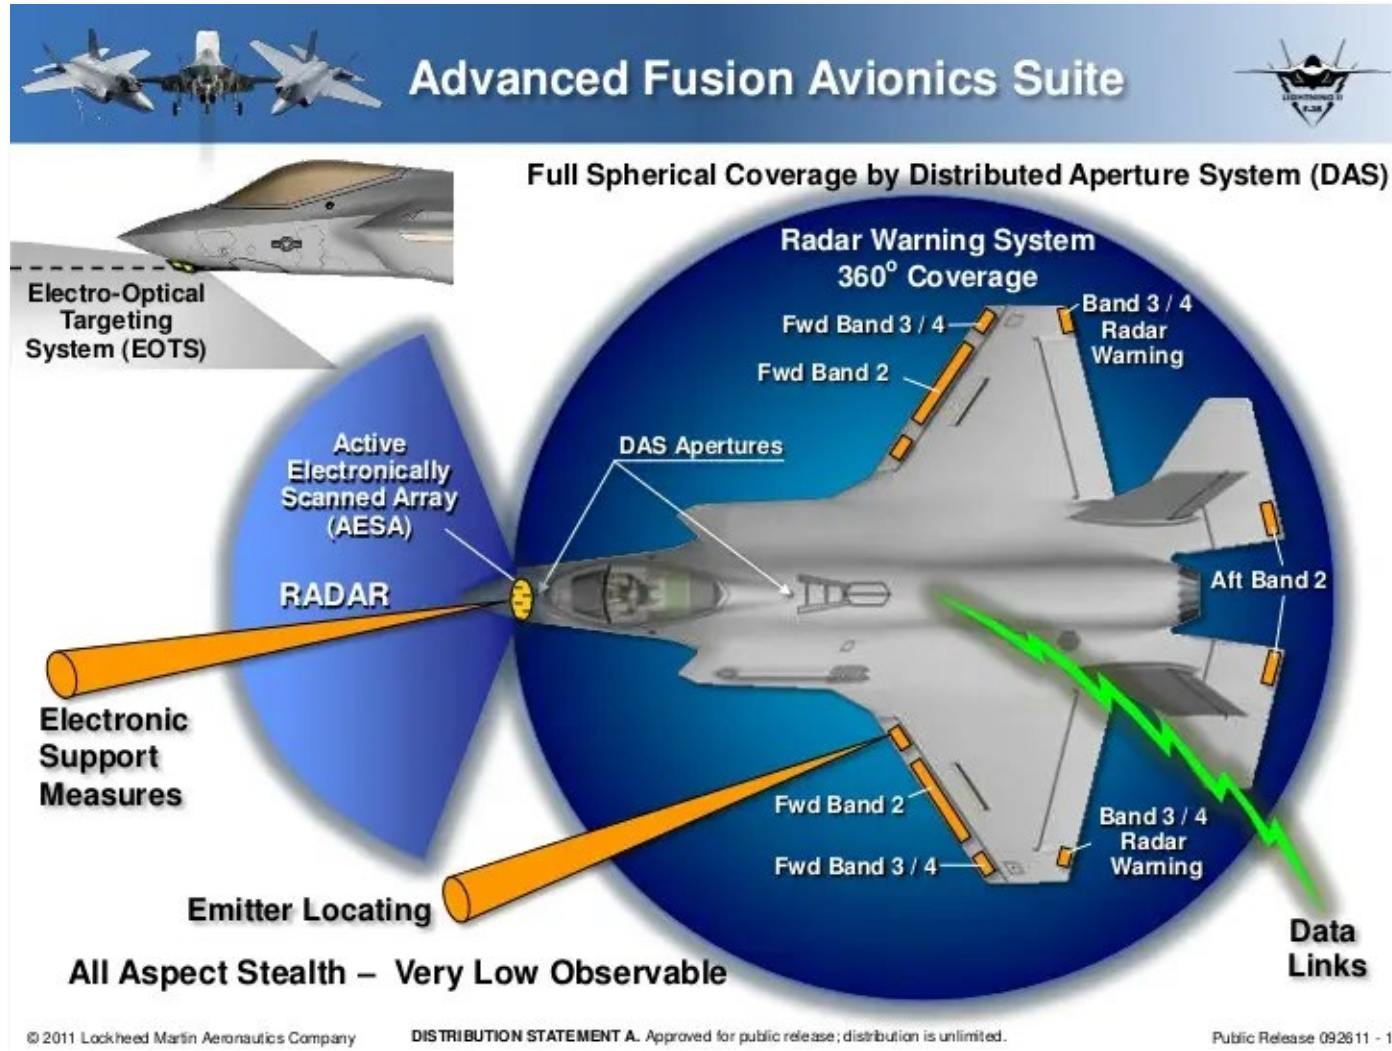 Advanced Fusion Avionics Suite
LIGHTNING II
F-35
Full Spherical Coverage by Distributed Aperture System (DAS)
Radar Warning System
360° Coverage
Electro-Optical
Targeting
System (EOTS)
Fwd Band 3 / 4
Band 3 / 4
Radar
Warning
Fwd Band 2
Active
Electronically
Scanned Array
(AESA)
DAS Apertures
RADAR
Aft Band 2
Electronic
Support
Measures
Fwd Band 2
Fwd Band 3 / 4
Band 3 / 4
Radar
Warning
Emitter Locating
Data
Links
All Aspect Stealth – Very Low Observable
© 2011 Lockheed Martin Aeronautics Company
DISTRIBUTION STATEMENT A. Approved for public release; distribution is unlimited.
Public Release 092611 - 1